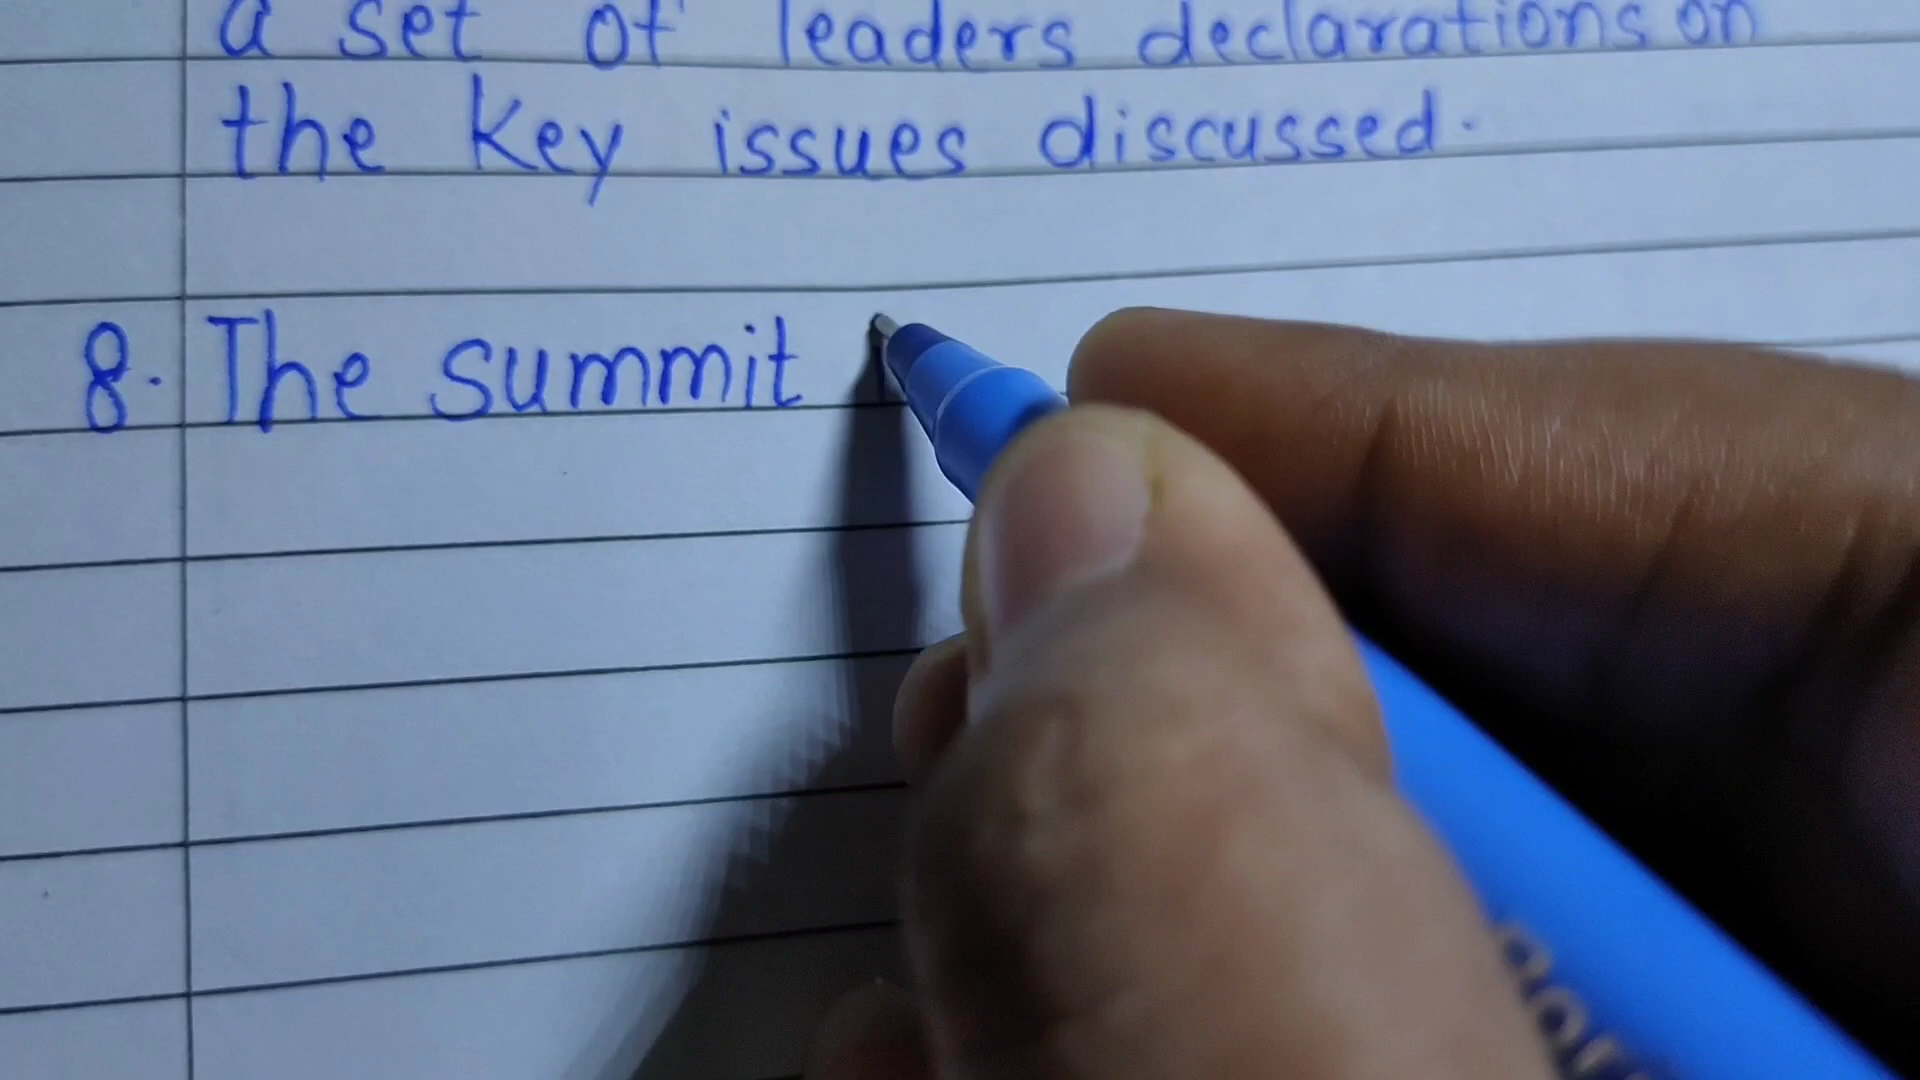 a set of leaders declarations on
the key issues discussed.
8. The summit